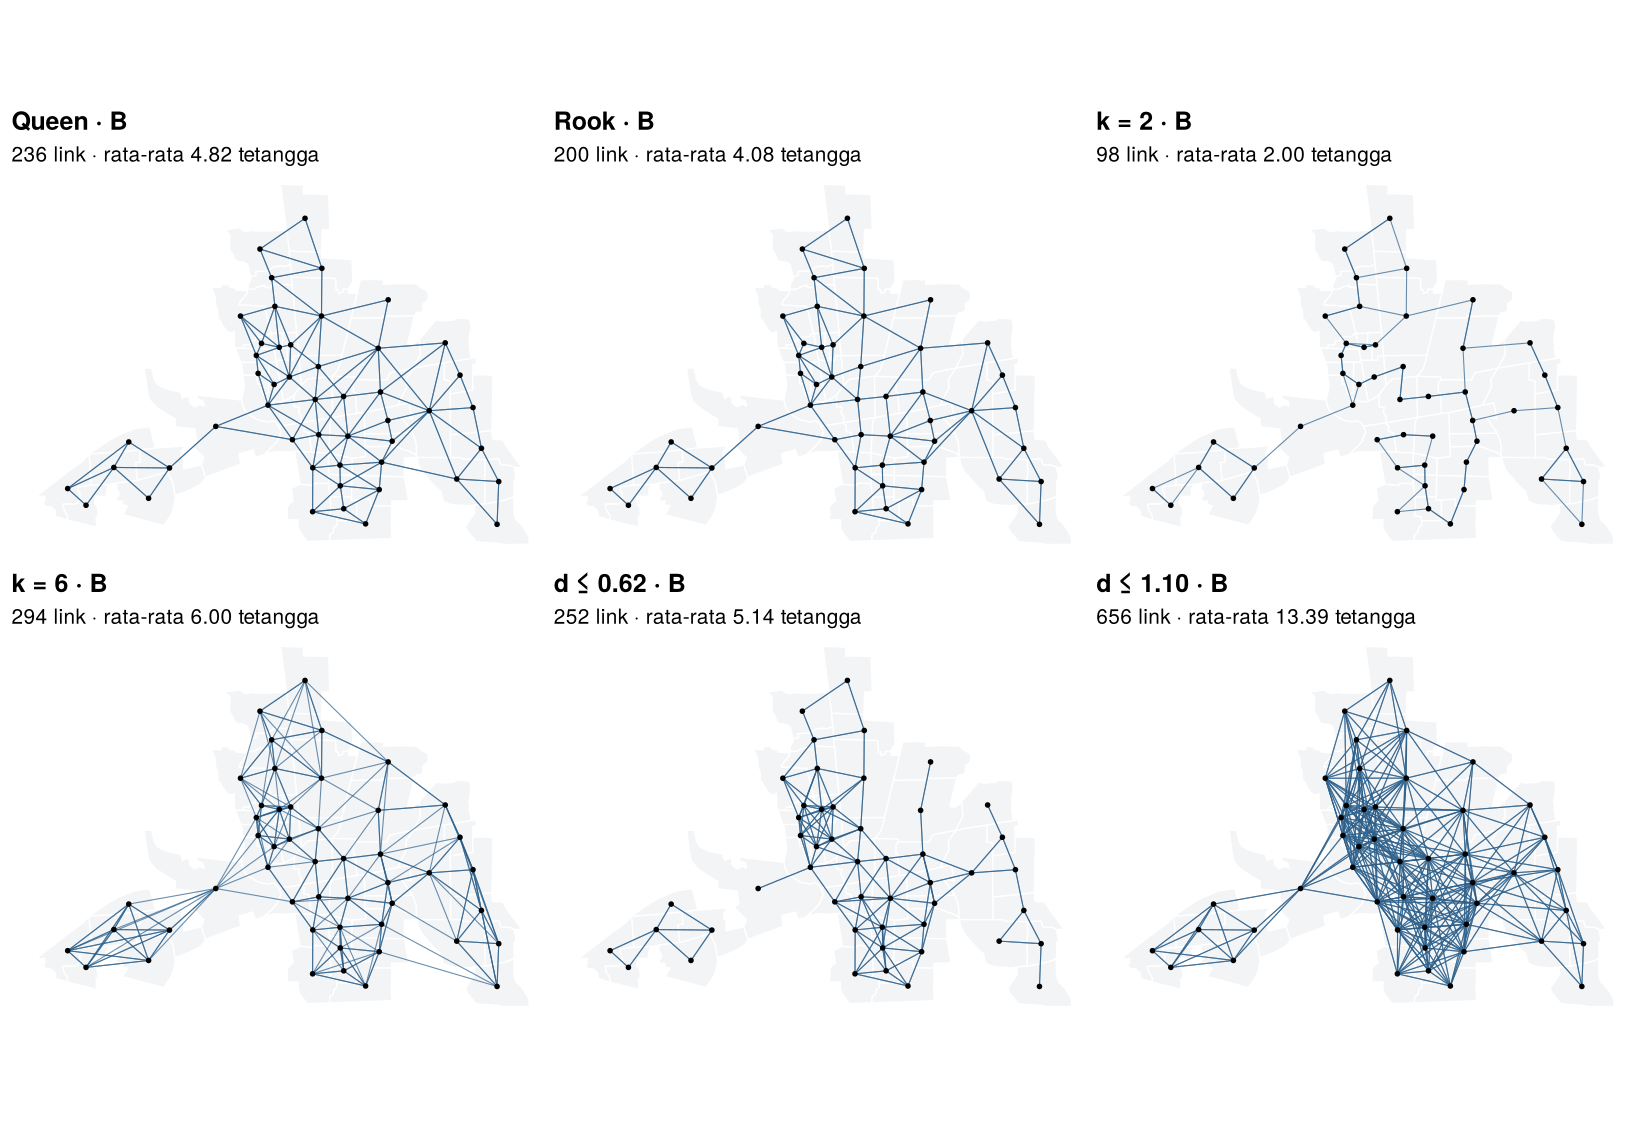 Queen · B
236 link · rata-rata 4.82 tetangga
Rook · B
200 link · rata-rata 4.08 tetangga
k = 2 · B
98 link · rata-rata 2.00 tetangga
k = 6 · B
294 link · rata-rata 6.00 tetangga
d ≤ 0.62 · B
252 link · rata-rata 5.14 tetangga
d ≤ 1.10 · B
656 link · rata-rata 13.39 tetangga